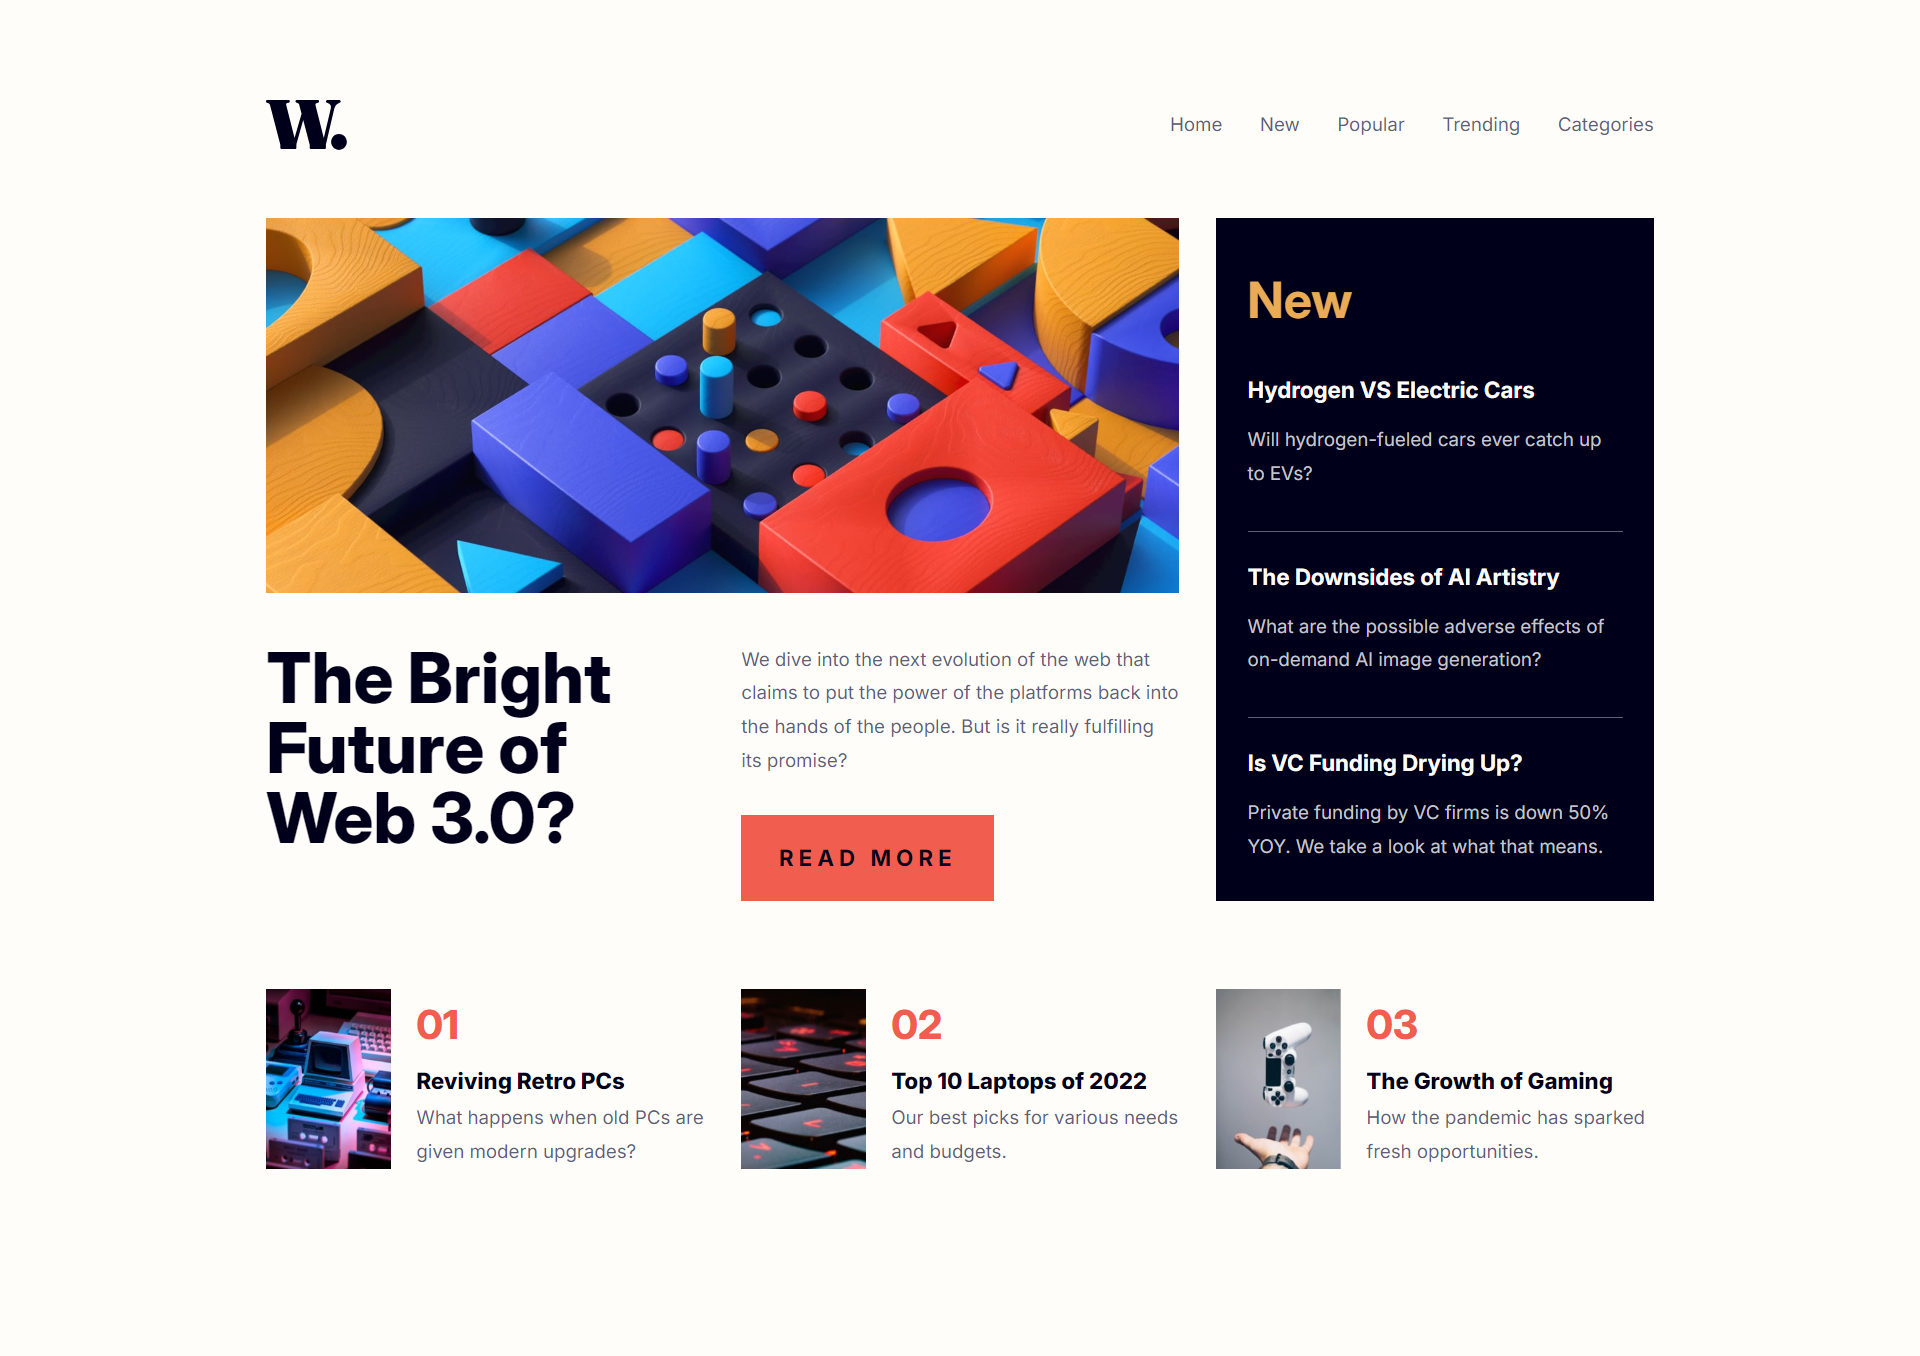 W.
Home New Popular Trending Categories
New
Hydrogen VS Electric Cars
Will hydrogen-fueled cars ever catch up
to EVs?
The Downsides of AI Artistry
What are the possible adverse effects of
on-demand AI image generation?
Is VC Funding Drying Up?
Private funding by VC firms is down 50%
YOY. We take a look at what that means.
The Bright
Future of
Web 3.0?
We dive into the next evolution of the web that
claims to put the power of the platforms back into
the hands of the people. But is it really fulfilling
its promise?
READ MORE
01
Reviving Retro PCs
What happens when old PCs are
given modern upgrades?
02
Top 10 Laptops of 2022
Our best picks for various needs
and budgets.
03
The Growth of Gaming
How the pandemic has sparked
fresh opportunities.